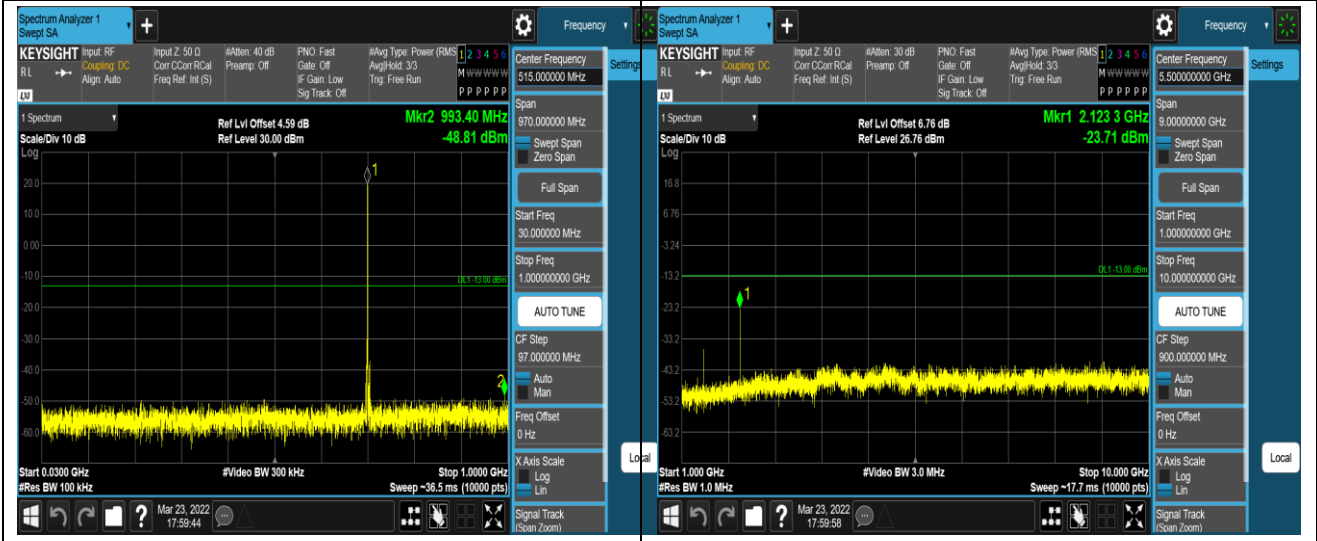 Spectrum Analyzer 1
Swept SA
+
Frequency
KEYSIGHT
RL
LXI
Input: RF
Coupling: DC
Align: Auto
Input Z: 50 Ω
Corr CCorr RCal
Freq Ref: Int (S)
#Atten: 40 dB
Preamp: Off
PNO: Fast
Gate: Off
IF Gain: Low
Sig Track: Off
#Avg Type: Power (RMS
Avg|Hold: 3/3
Trig: Free Run
1 2 3 4 5 6
M W W W W W
P P P P P P
Center Frequency
515.000000 MHz
Settings
Span
970.000000 MHz
Swept Span
Zero Span
Full Span
Start Freq
30.000000 MHz
Stop Freq
1.000000000 GHz
AUTO TUNE
CF Step
97.000000 MHz
Auto
Man
Freq Offset
0 Hz
X Axis Scale
Log
Lin
Local
Signal Track
(Span Zoom)
1 Spectrum
Scale/Div 10 dB
Log
Ref Lvl Offset 4.59 dB
Ref Level 30.00 dBm
Mkr2 993.40 MHz
-48.81 dBm
1
20.0
10.0
0.00
-10.0
DL1 -13.00 dBm
-20.0
-30.0
-40.0
2
-50.0
-60.0
Start 0.0300 GHz
#Res BW 100 kHz
#Video BW 300 kHz
Stop 1.0000 GHz
Sweep ~36.5 ms (10000 pts)
?
Mar 23, 2022
17:59:44
Spectrum Analyzer 1
Swept SA
+
Frequency
KEYSIGHT
RL
LXI
Input: RF
Coupling: DC
Align: Auto
Input Z: 50 Ω
Corr CCorr RCal
Freq Ref: Int (S)
#Atten: 30 dB
Preamp: Off
PNO: Fast
Gate: Off
IF Gain: Low
Sig Track: Off
#Avg Type: Power (RMS
Avg|Hold: 3/3
Trig: Free Run
1 2 3 4 5 6
M W W W W W
P P P P P P
Center Frequency
5.500000000 GHz
Settings
Span
9.00000000 GHz
Swept Span
Zero Span
Full Span
Start Freq
1.000000000 GHz
Stop Freq
10.000000000 GHz
AUTO TUNE
CF Step
900.000000 MHz
Auto
Man
Freq Offset
0 Hz
X Axis Scale
Log
Lin
Local
Signal Track
(Span Zoom)
1 Spectrum
Scale/Div 10 dB
Log
Ref Lvl Offset 6.76 dB
Ref Level 26.76 dBm
Mkr1 2.123 3 GHz
-23.71 dBm
16.8
6.76
-3.24
-13.2
DL1 -13.00 dBm
1
-23.2
-33.2
-43.2
-53.2
-63.2
Start 1.000 GHz
#Res BW 1.0 MHz
#Video BW 3.0 MHz
Stop 10.000 GHz
Sweep ~17.7 ms (10000 pts)
?
Mar 23, 2022
17:59:58